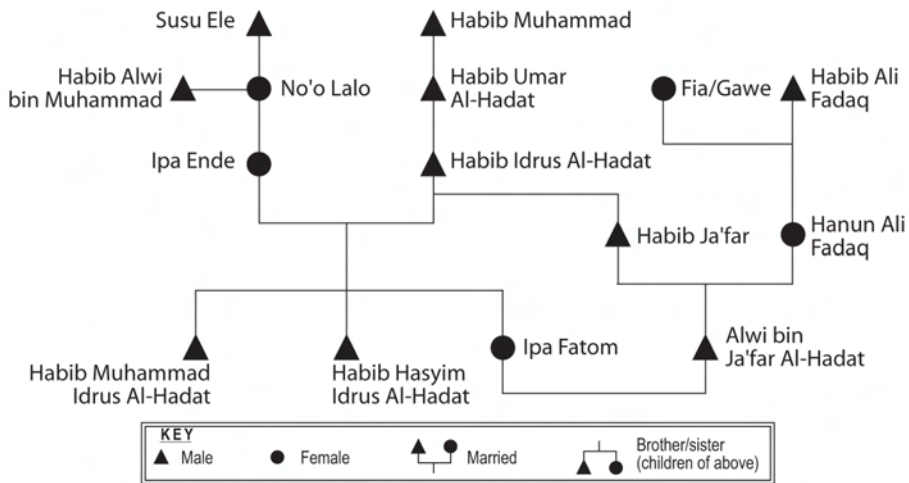 Susu Ele
Habib Muhammad
Habib Alwi
bin Muhammad
No'o Lalo
Habib Umar
Al-Hadat
Fia/Gawe
Habib Ali
Fadaq
Ipa Ende
Habib Idrus Al-Hadat
Habib Ja'far
Hanun Ali
Fadaq
Habib Muhammad
Idrus Al-Hadat
Habib Hasyim
Idrus Al-Hadat
Ipa Fatom
Alwi bin
Ja'far Al-Hadat
KEY
Male
Female
Married
Brother/sister
(children of above)